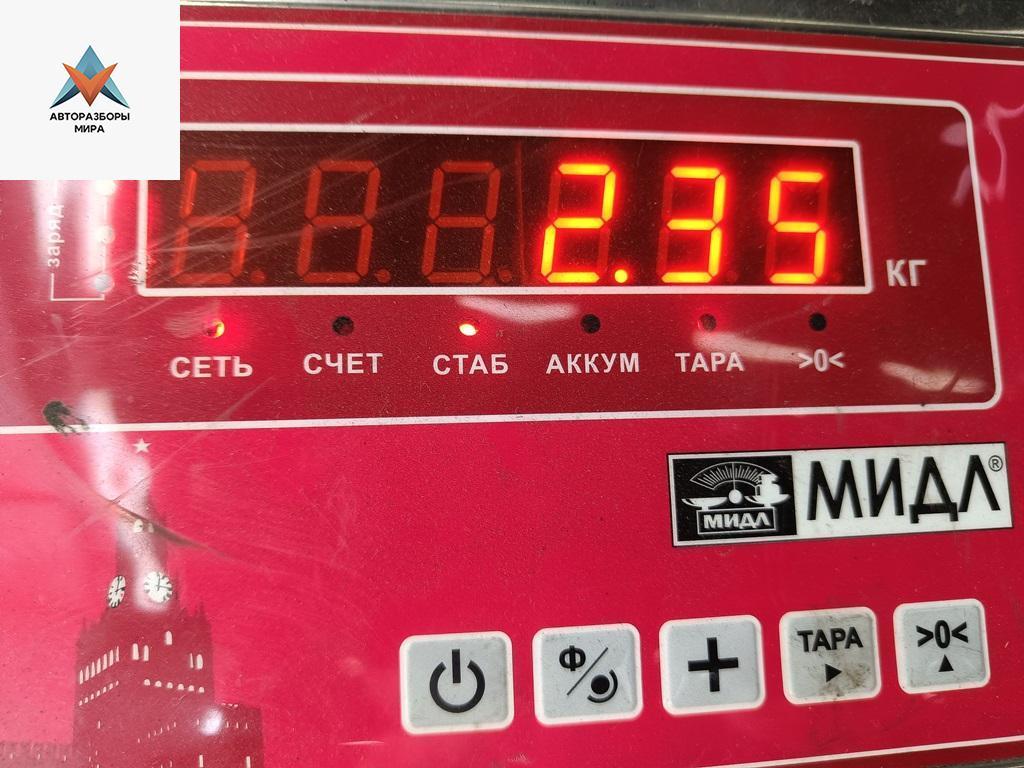 АВТОРАЗБОРЫ
МИРА
заряд
2.35
КГ
СЕТЬ СЧЕТ СТАБ АККУМ ТАРА >0<
МИДЛ МИДЛ®
Ф ТАРА >0<